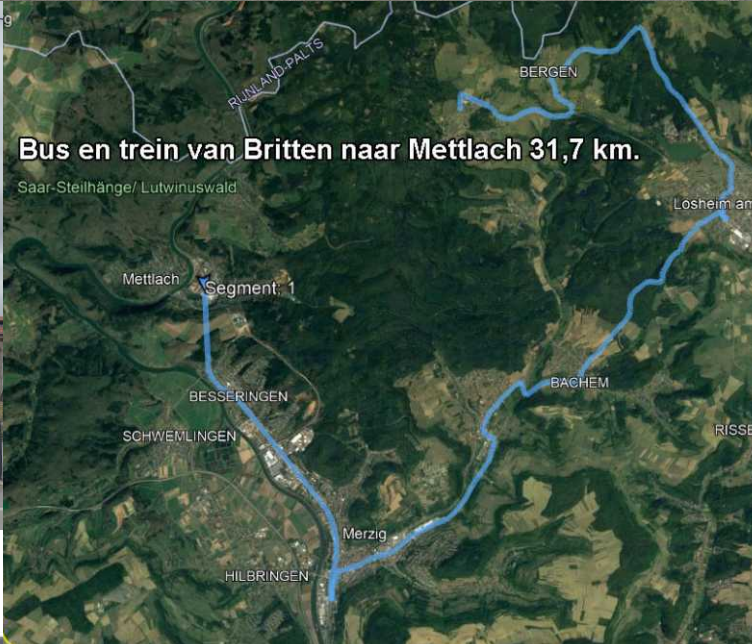 g
RIJNLAND-PALTS
BERGEN
Bus en trein van Britten naar Mettlach 31,7 km.
Saar-Steilhänge/ Lutwinuswald
Losheim am
Mettlach
Segment, 1
BESSERINGEN
BACHEM
SCHWEMLINGEN
RISSE
Merzig
HILBRINGEN